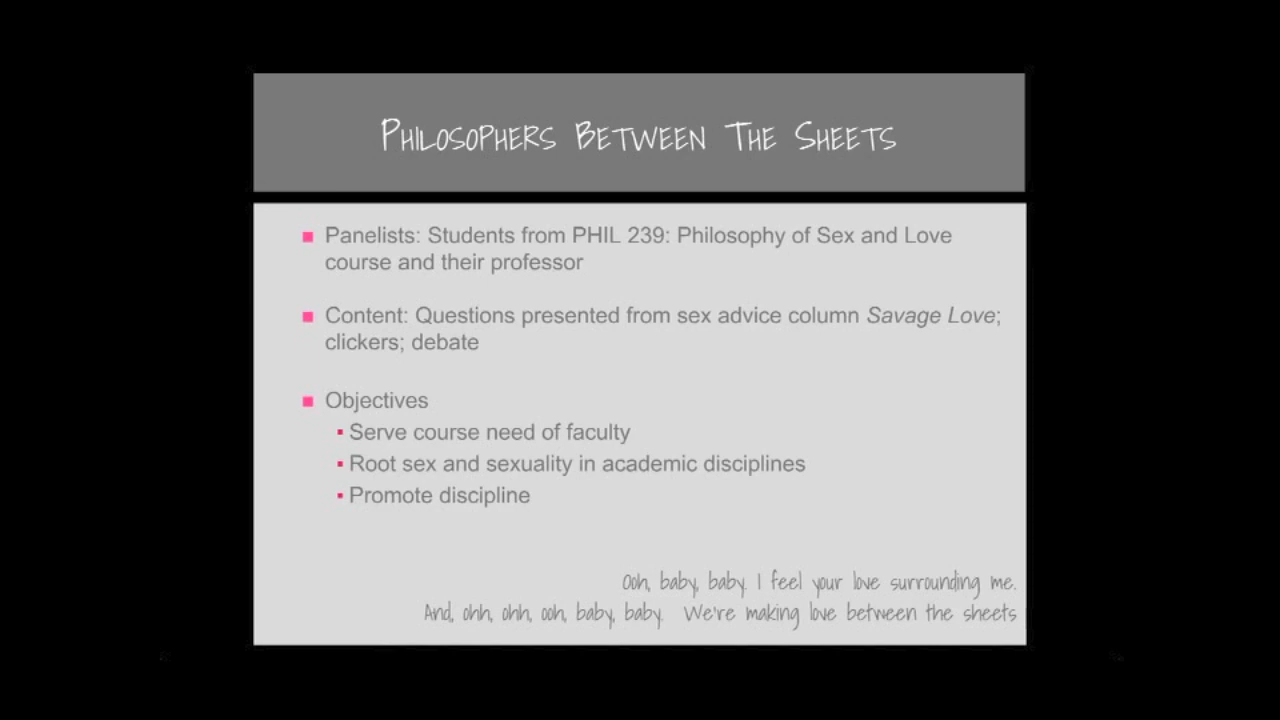 Philosophers Between The Sheets
Panelists: Students from PHIL 239: Philosophy of Sex and Love
course and their professor
Content: Questions presented from sex advice column Savage Love;
clickers; debate
Objectives
Serve course need of faculty
Root sex and sexuality in academic disciplines
Promote discipline
Ooh, baby, baby. I feel your love surrounding me.
And, ohh, ohh, ooh, baby, baby. We're making love between the sheets